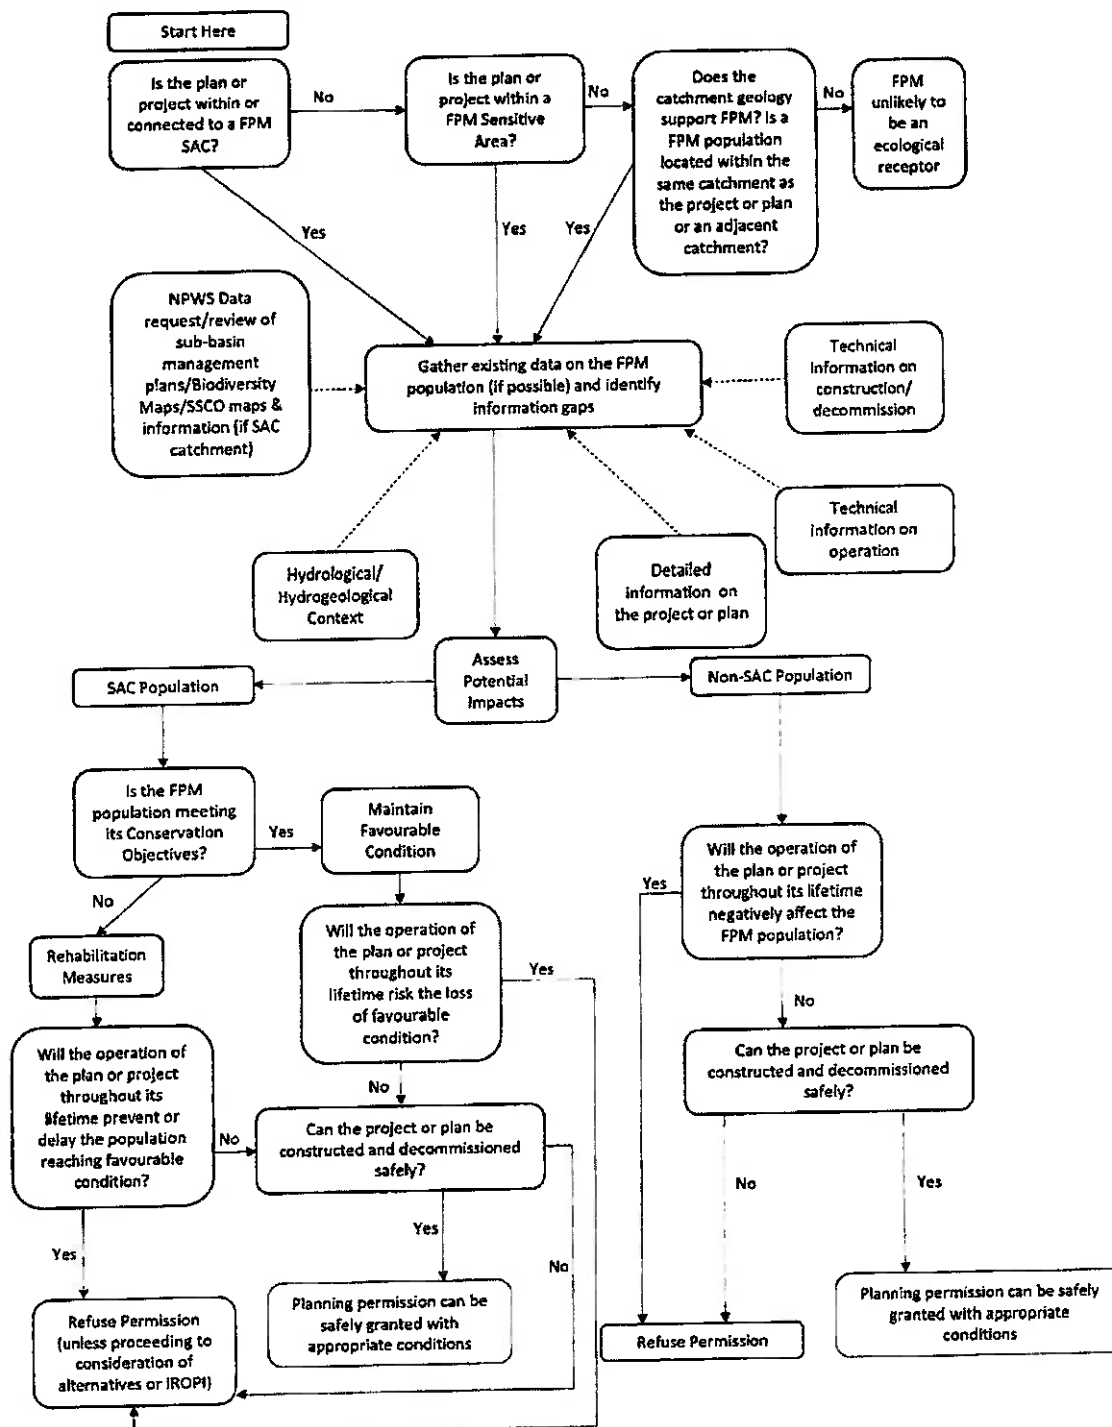 Start Here
Is the plan or
project within or
connected to a FPM
SAC?
No
Is the plan or
project within a
FPM Sensitive
Area?
No
Does the
catchment geology
support FPM? Is a
FPM population
located within the
same catchment as
the project or plan
or an adjacent
catchment?
No
FPM
unlikely to
be an
ecological
receptor
Yes
Yes
Yes
NPWS Data
request/review of
sub-basin
management
plans/Biodiversity
Maps/SSCO maps &
information (if SAC
catchment)
Gather existing data on the FPM
population (if possible) and identify
information gaps
Technical
Information on
construction/
decommission
Technical
information on
operation
Hydrological/
Hydrogeological
Context
Detailed
information on
the project or plan
Assess
Potential
Impacts
SAC Population
Non-SAC Population
Is the FPM
population meeting
its Conservation
Objectives?
Yes
Maintain
Favourable
Condition
No
Rehabilitation
Measures
Will the operation of
the plan or project
throughout its
lifetime risk the loss
of favourable
condition?
Yes
Will the operation of
the plan or project
throughout its lifetime
negatively affect the
FPM population?
Yes
No
Will the operation of
the plan or project
throughout its
lifetime prevent or
delay the population
reaching favourable
condition?
No
No
Can the project or plan be
constructed and decommissioned
safely?
Can the project or plan be
constructed and decommissioned
safely?
Yes
Yes
No
No
Yes
Refuse Permission
(unless proceeding to
consideration of
alternatives or IROPI)
Planning permission can be
safely granted with
appropriate conditions
Refuse Permission
Planning permission can be safely
granted with appropriate
conditions